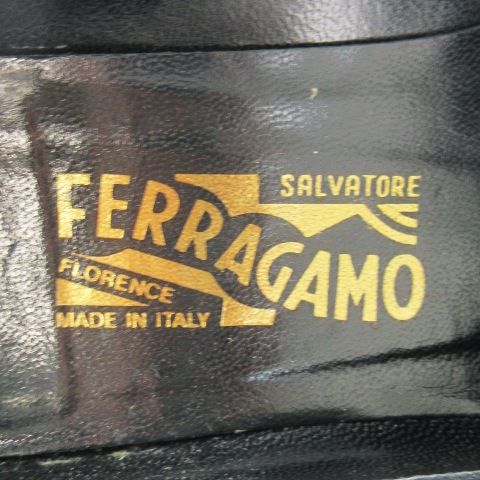 SALVATORE
FERRAGAMO
FLORENCE
MADE IN ITALY